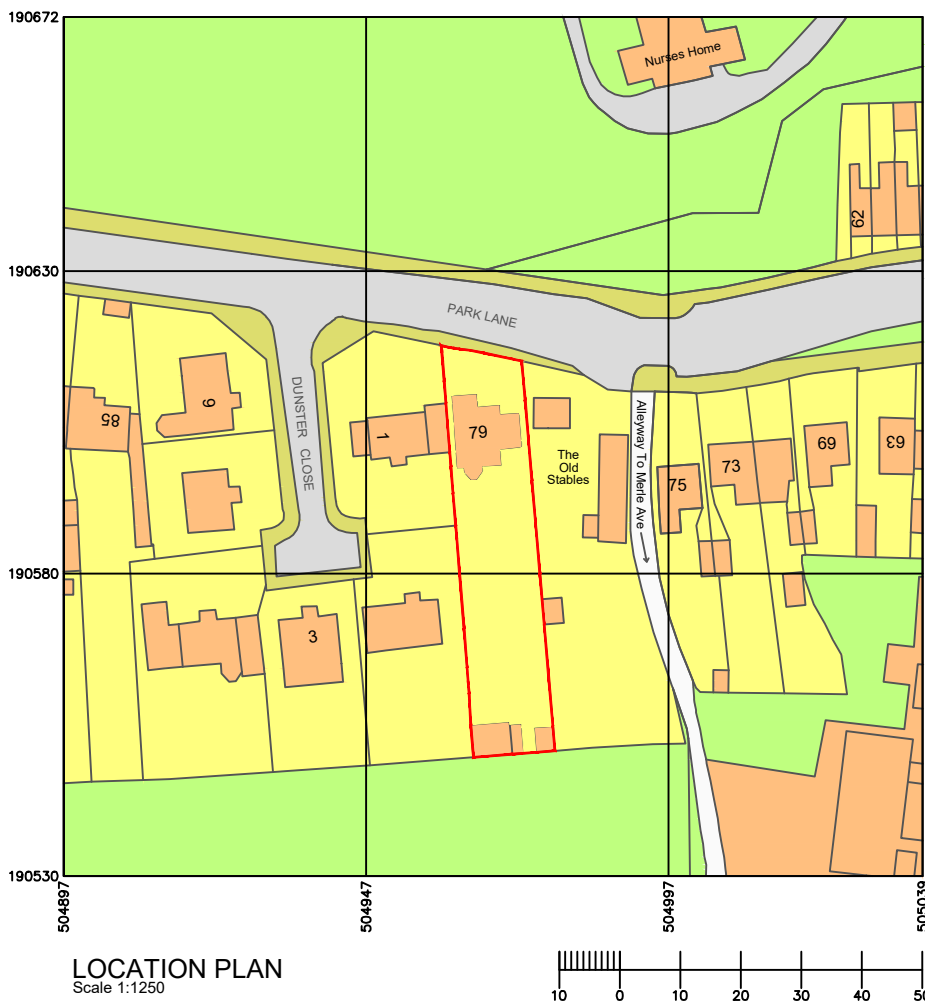 190672
Nurses Home
62
190630
PARK LANE
DUNSTER CLOSE
6
85
1
79
The
Old
Stables
Alleyway To Merle Ave
75
73
69
63
190580
3
190530
504897
504947
504997
505039
LOCATION PLAN
Scale 1:1250
10 0 10 20 30 40 50